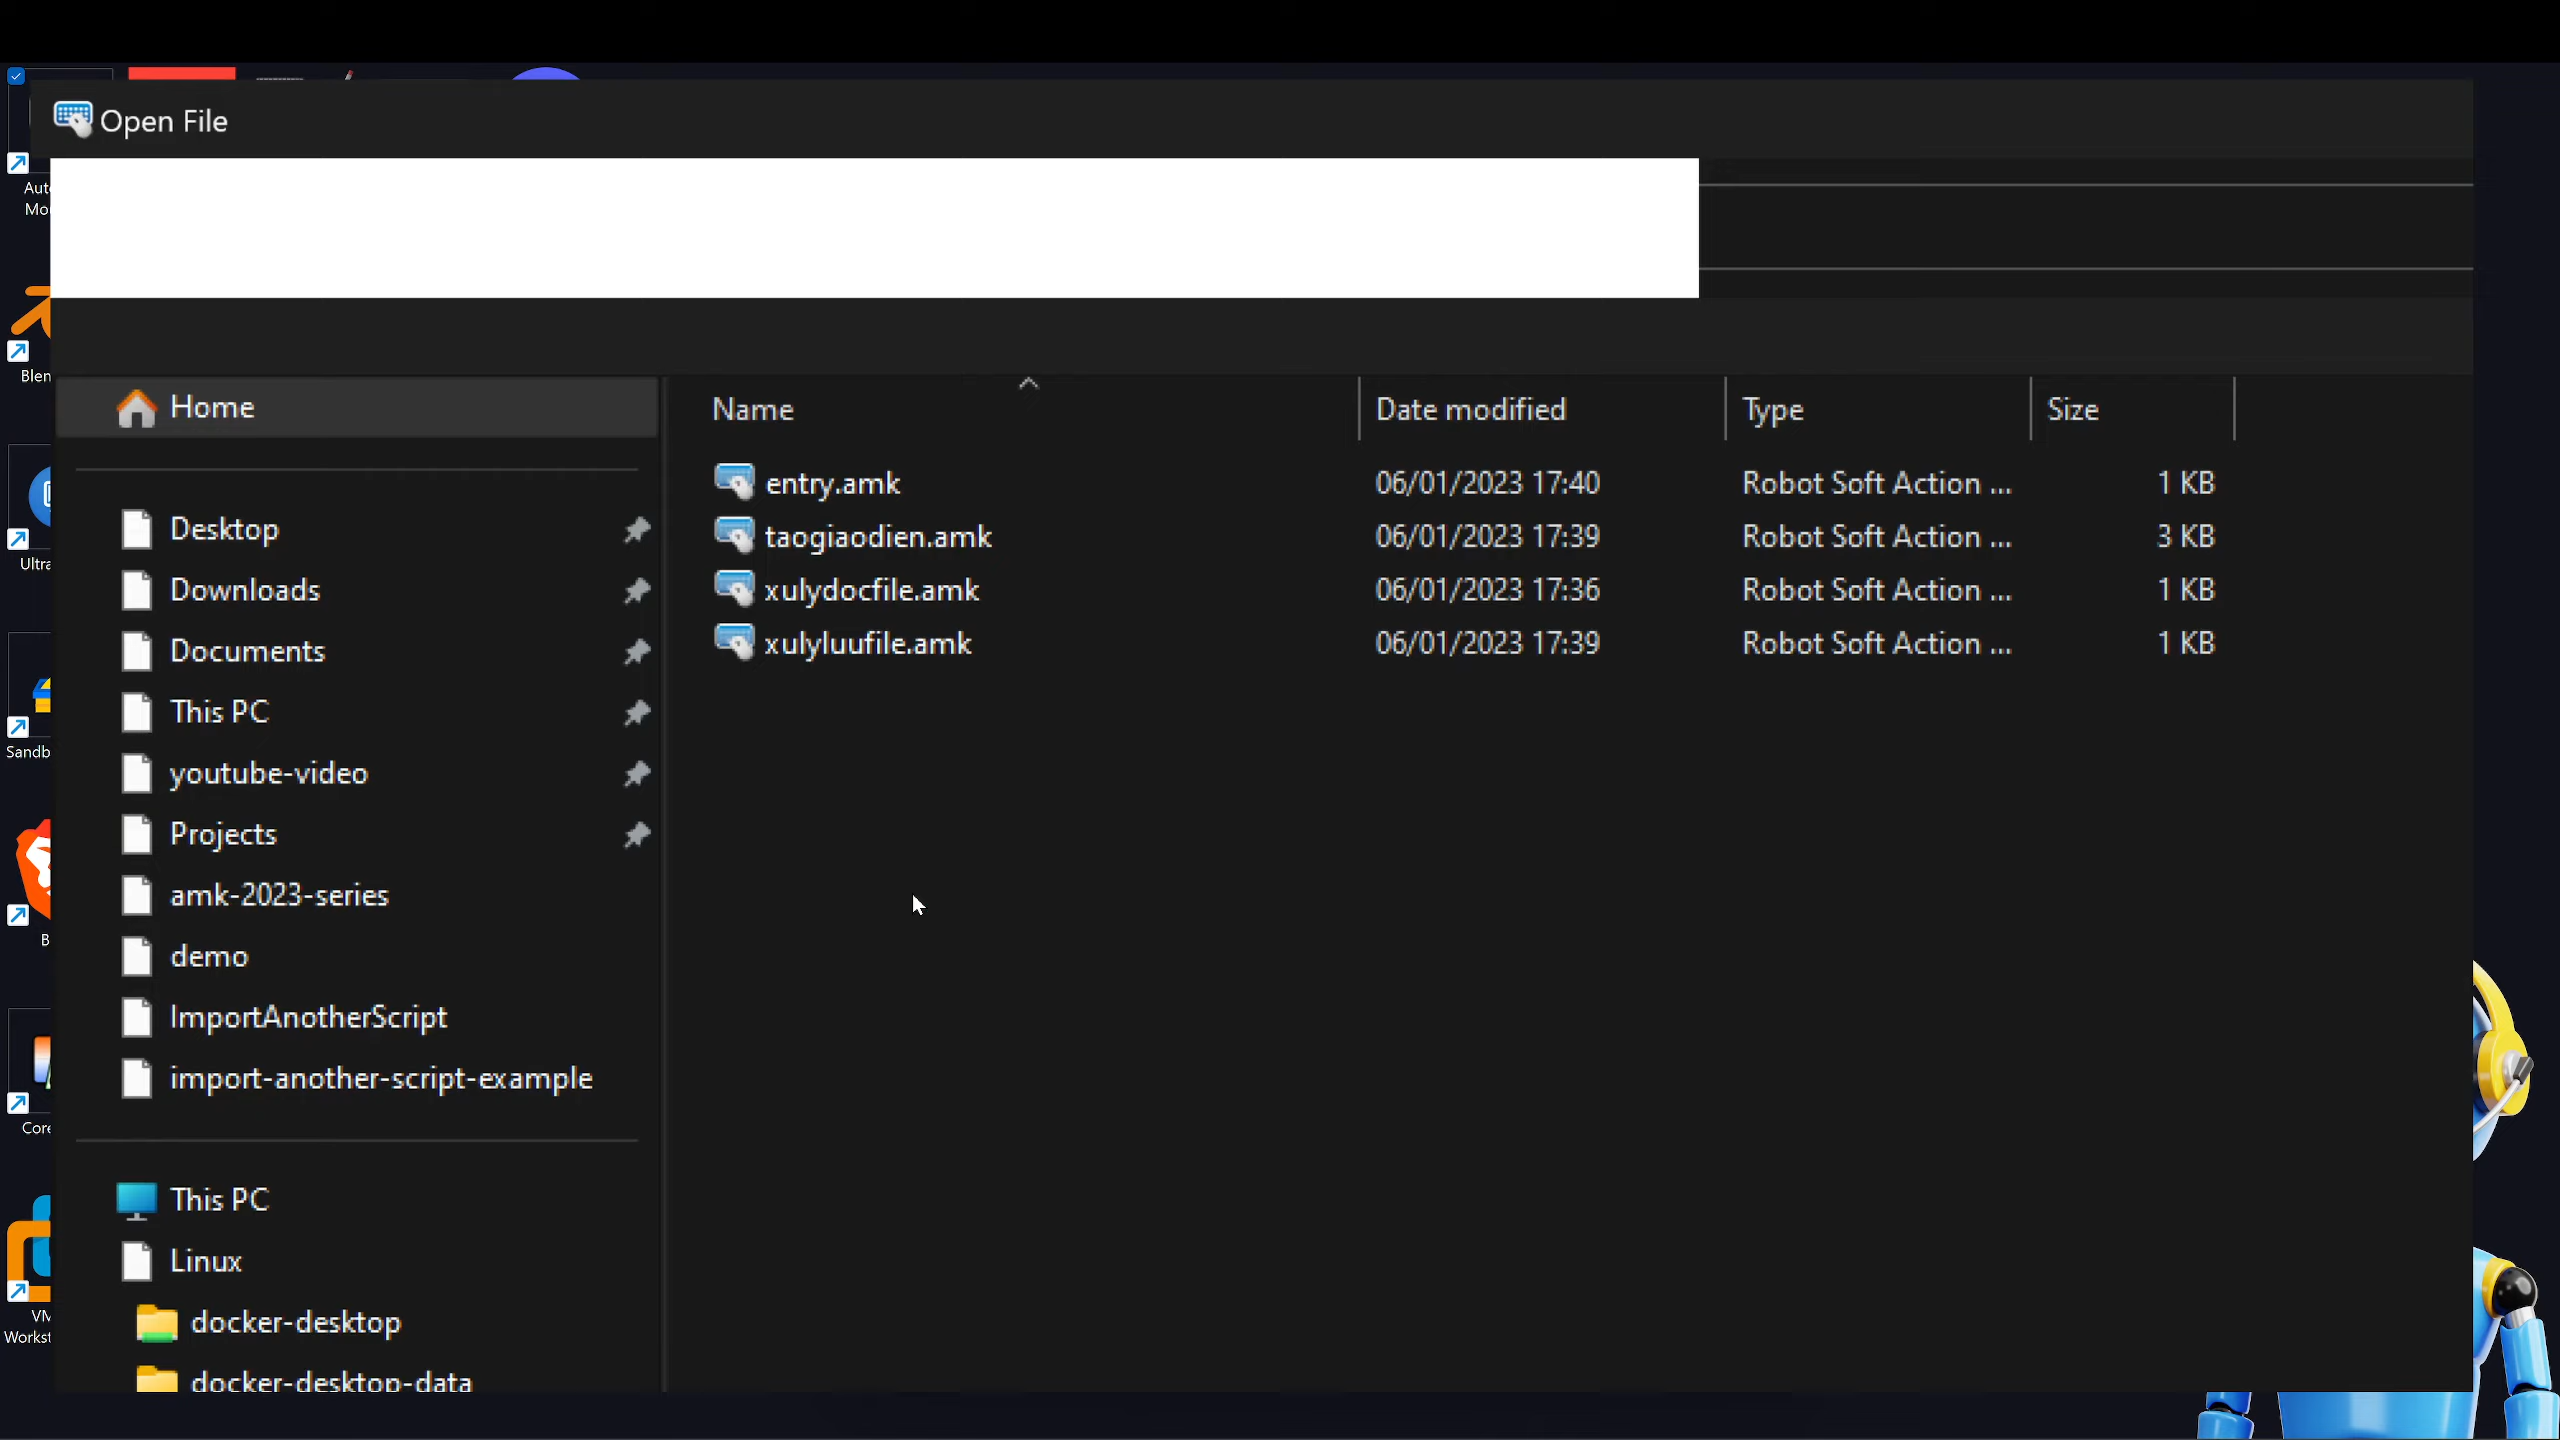 Open File
Home
Desktop
Downloads
Documents
This PC
youtube-video
Projects
amk-2023-series
demo
ImportAnotherScript
import-another-script-example
This PC
Linux
docker-desktop
docker-desktop-data
Name Date modified Type Size
entry.amk 06/01/2023 17:40 Robot Soft Action ... 1 KB
taogiaodien.amk 06/01/2023 17:39 Robot Soft Action ... 3 KB
xulydocfile.amk 06/01/2023 17:36 Robot Soft Action ... 1 KB
xulyluufile.amk 06/01/2023 17:39 Robot Soft Action ... 1 KB
Aut
Mo
Blen
Ultra
Sandb
B
Core
VM
Workst